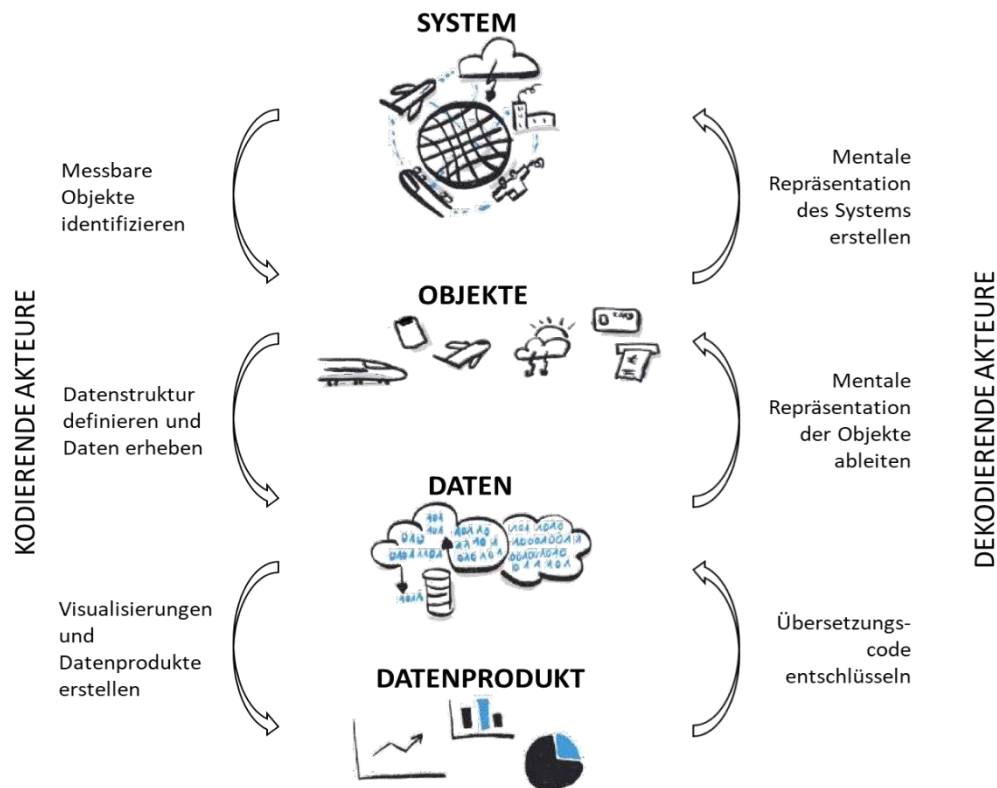 SYSTEM
Messbare
Objekte
identifizieren
Mentale
Repräsentation
des Systems
erstellen
KODIERENDE AKTEURE
DEKODIERENDE AKTEURE
OBJEKTE
Datenstruktur
definieren und
Daten erheben
Mentale
Repräsentation
der Objekte
ableiten
DATEN
Visualisierungen
und
Datenprodukte
erstellen
Übersetzungs-
code
entschlüsseln
DATENPRODUKT